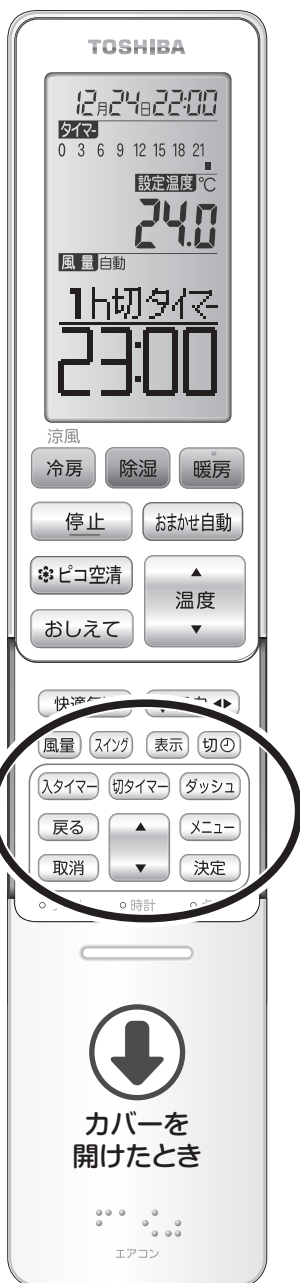 TOSHIBA
12月24日22:00
タイマー
0 3 6 9 12 15 18 21
設定温度 ℃
24.0
風量 自動
1h切タイマー
23:00
涼風
冷房 除湿 暖房
停止 おまかせ自動
ピコ空清 ▲
温度
おしえて ▼
風量 スイング 表示 切
入タイマー 切タイマー ダッシュ
戻る ▲ メニュー
取消 ▼ 決定
時計
カバーを
開けたとき
エアコン